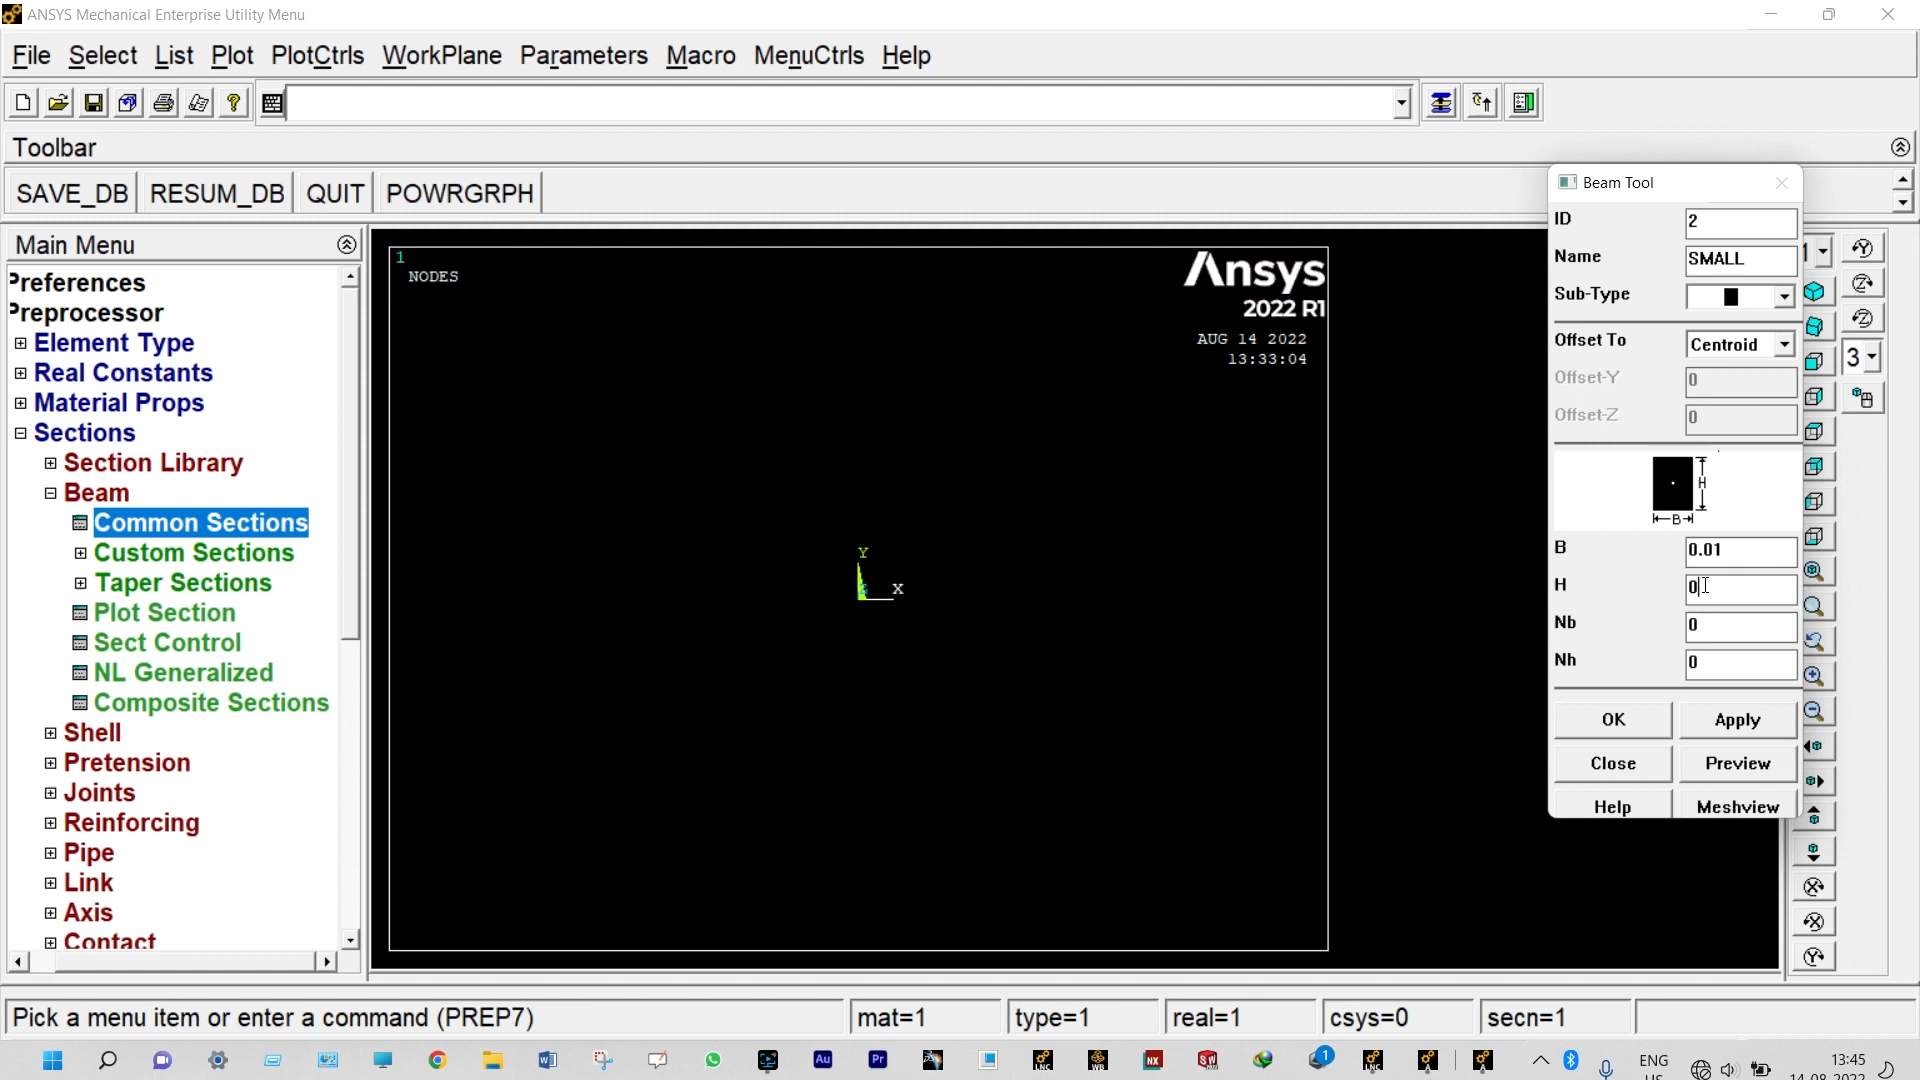 ANSYS Mechanical Enterprise Utility Menu
File Select List Plot PlotCtrls WorkPlane Parameters Macro MenuCtrls Help
Toolbar
SAVE_DB RESUM_DB QUIT POWRGRPH
Main Menu
Preferences
Preprocessor
Element Type
Real Constants
Material Props
Sections
Section Library
Beam
Common Sections
Custom Sections
Taper Sections
Plot Section
Sect Control
NL Generalized
Composite Sections
Shell
Pretension
Joints
Reinforcing
Pipe
Link
Axis
Contact
1
NODES
Ansys
2022 R1
AUG 14 2022
13:33:04
Y
X
Beam Tool
ID 2
Name SMALL
Sub-Type
Offset To Centroid
Offset-Y 0
Offset-Z 0
H
B
B 0.01
H 0
Nb 0
Nh 0
OK Apply
Close Preview
Help Meshview
1
3
Pick a menu item or enter a command (PREP7) mat=1 type=1 real=1 csys=0 secn=1
ENG
US
13:45
14-08-2022